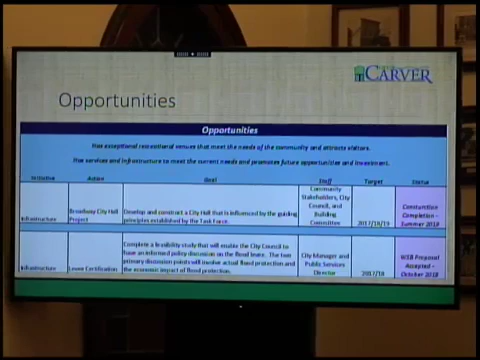 CARVER
Opportunities
Opportunities
Has exceptional recreational venues that meet the needs of the community and attracts visitors.
Has services and infrastructure to meet the current needs and promotes future opportunities and investment.
Initiative Action Goal Staff Target Status
Infrastructure
Broadway City Hall
Project
Develop and construct a City Hall that is influenced by the guiding
principles established by the Task Force.
Community
Stakeholders, City
Council, and
Building
Committee
2017/18/19
Construction
Completion -
Summer 2019
Infrastructure
Levee Certification
Complete a feasibility study that will enable the City Council to
have an informed policy discussion on the flood levee. The two
primary discussion points will involve actual flood protection and
the economic impact of flood protection.
City Manager and
Public Services
Director
2017/18
WSB Proposal
Accepted -
October 2018